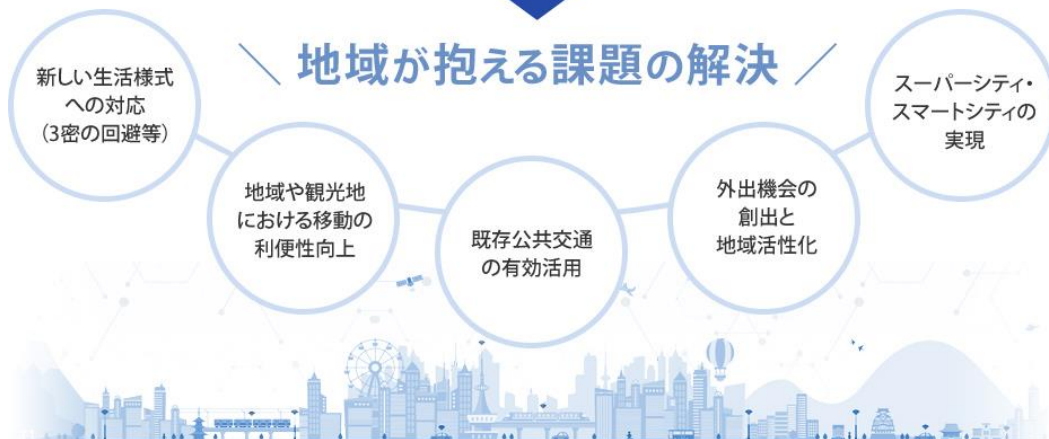 地域が抱える課題の解決
新しい生活様式
への対応
(3密の回避等)
地域や観光地
における移動の
利便性向上
既存公共交通
の有効活用
外出機会の
創出と
地域活性化
スーパーシティ・
スマートシティの
実現